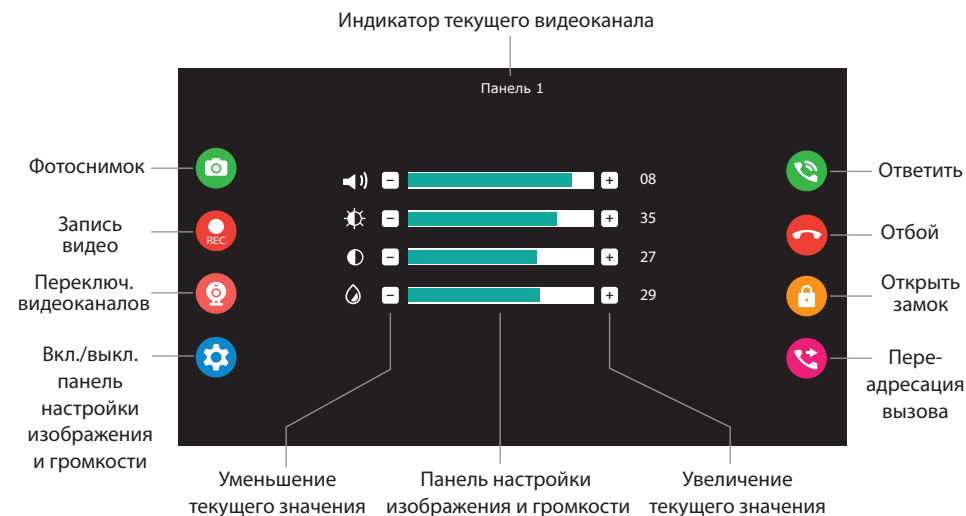 Индикатор текущего видеоканала
Панель 1
Фотоснимок
Запись
видео
REC
Переключ.
видеоканалов
Вкл./выкл.
панель
настройки
изображения
и громкости
08
35
27
29
Ответить
Отбой
Открыть
замок
Пере-
адресация
вызова
Уменьшение
текущего значения
Панель настройки
изображения и громкости
Увеличение
текущего значения